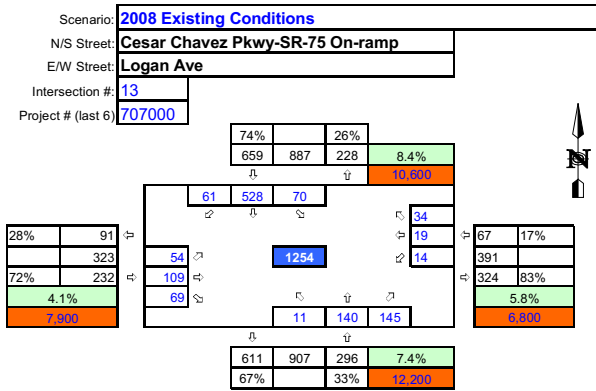 Scenario: 2008 Existing Conditions
N/S Street: Cesar Chavez Pkwy-SR-75 On-ramp
E/W Street: Logan Ave
Intersection #: 13
Project # (last 6) 707000
74% 26%
659 887 228 8.4%
⇩ ⇧ 10,600
N
61 528 70
⬃ ⇩ ⬂
⬁ 34
28% 91 ⇦ ⇦ 19 ⇦ 67 17%
323 54 ⬀ 1254 ⬃ 14 391
72% 232 ⇨ 109 ⇨ ⇨ 324 83%
4.1% 69 ⬂ ⬁ ⇧ ⬀ 5.8%
7,900 11 140 145 6,800
⇩ ⇧
611 907 296 7.4%
67% 33% 12,200